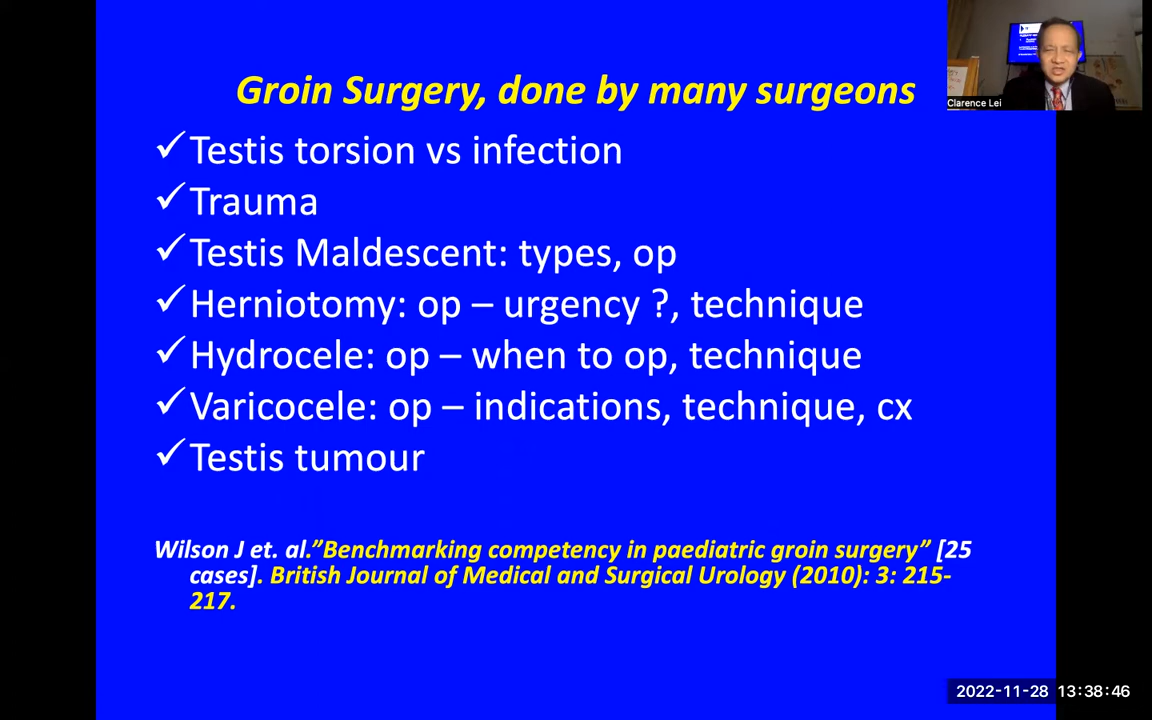 Groin Surgery, done by many surgeons
Clarence Lei
✓Testis torsion vs infection
✓Trauma
✓Testis Maldescent: types, op
✓Herniotomy: op – urgency ?, technique
✓Hydrocele: op – when to op, technique
✓Varicocele: op – indications, technique, cx
✓Testis tumour
Wilson J et. al.”Benchmarking competency in paediatric groin surgery” [25
cases]. British Journal of Medical and Surgical Urology (2010): 3: 215-
217.
2022-11-28 13:38:46